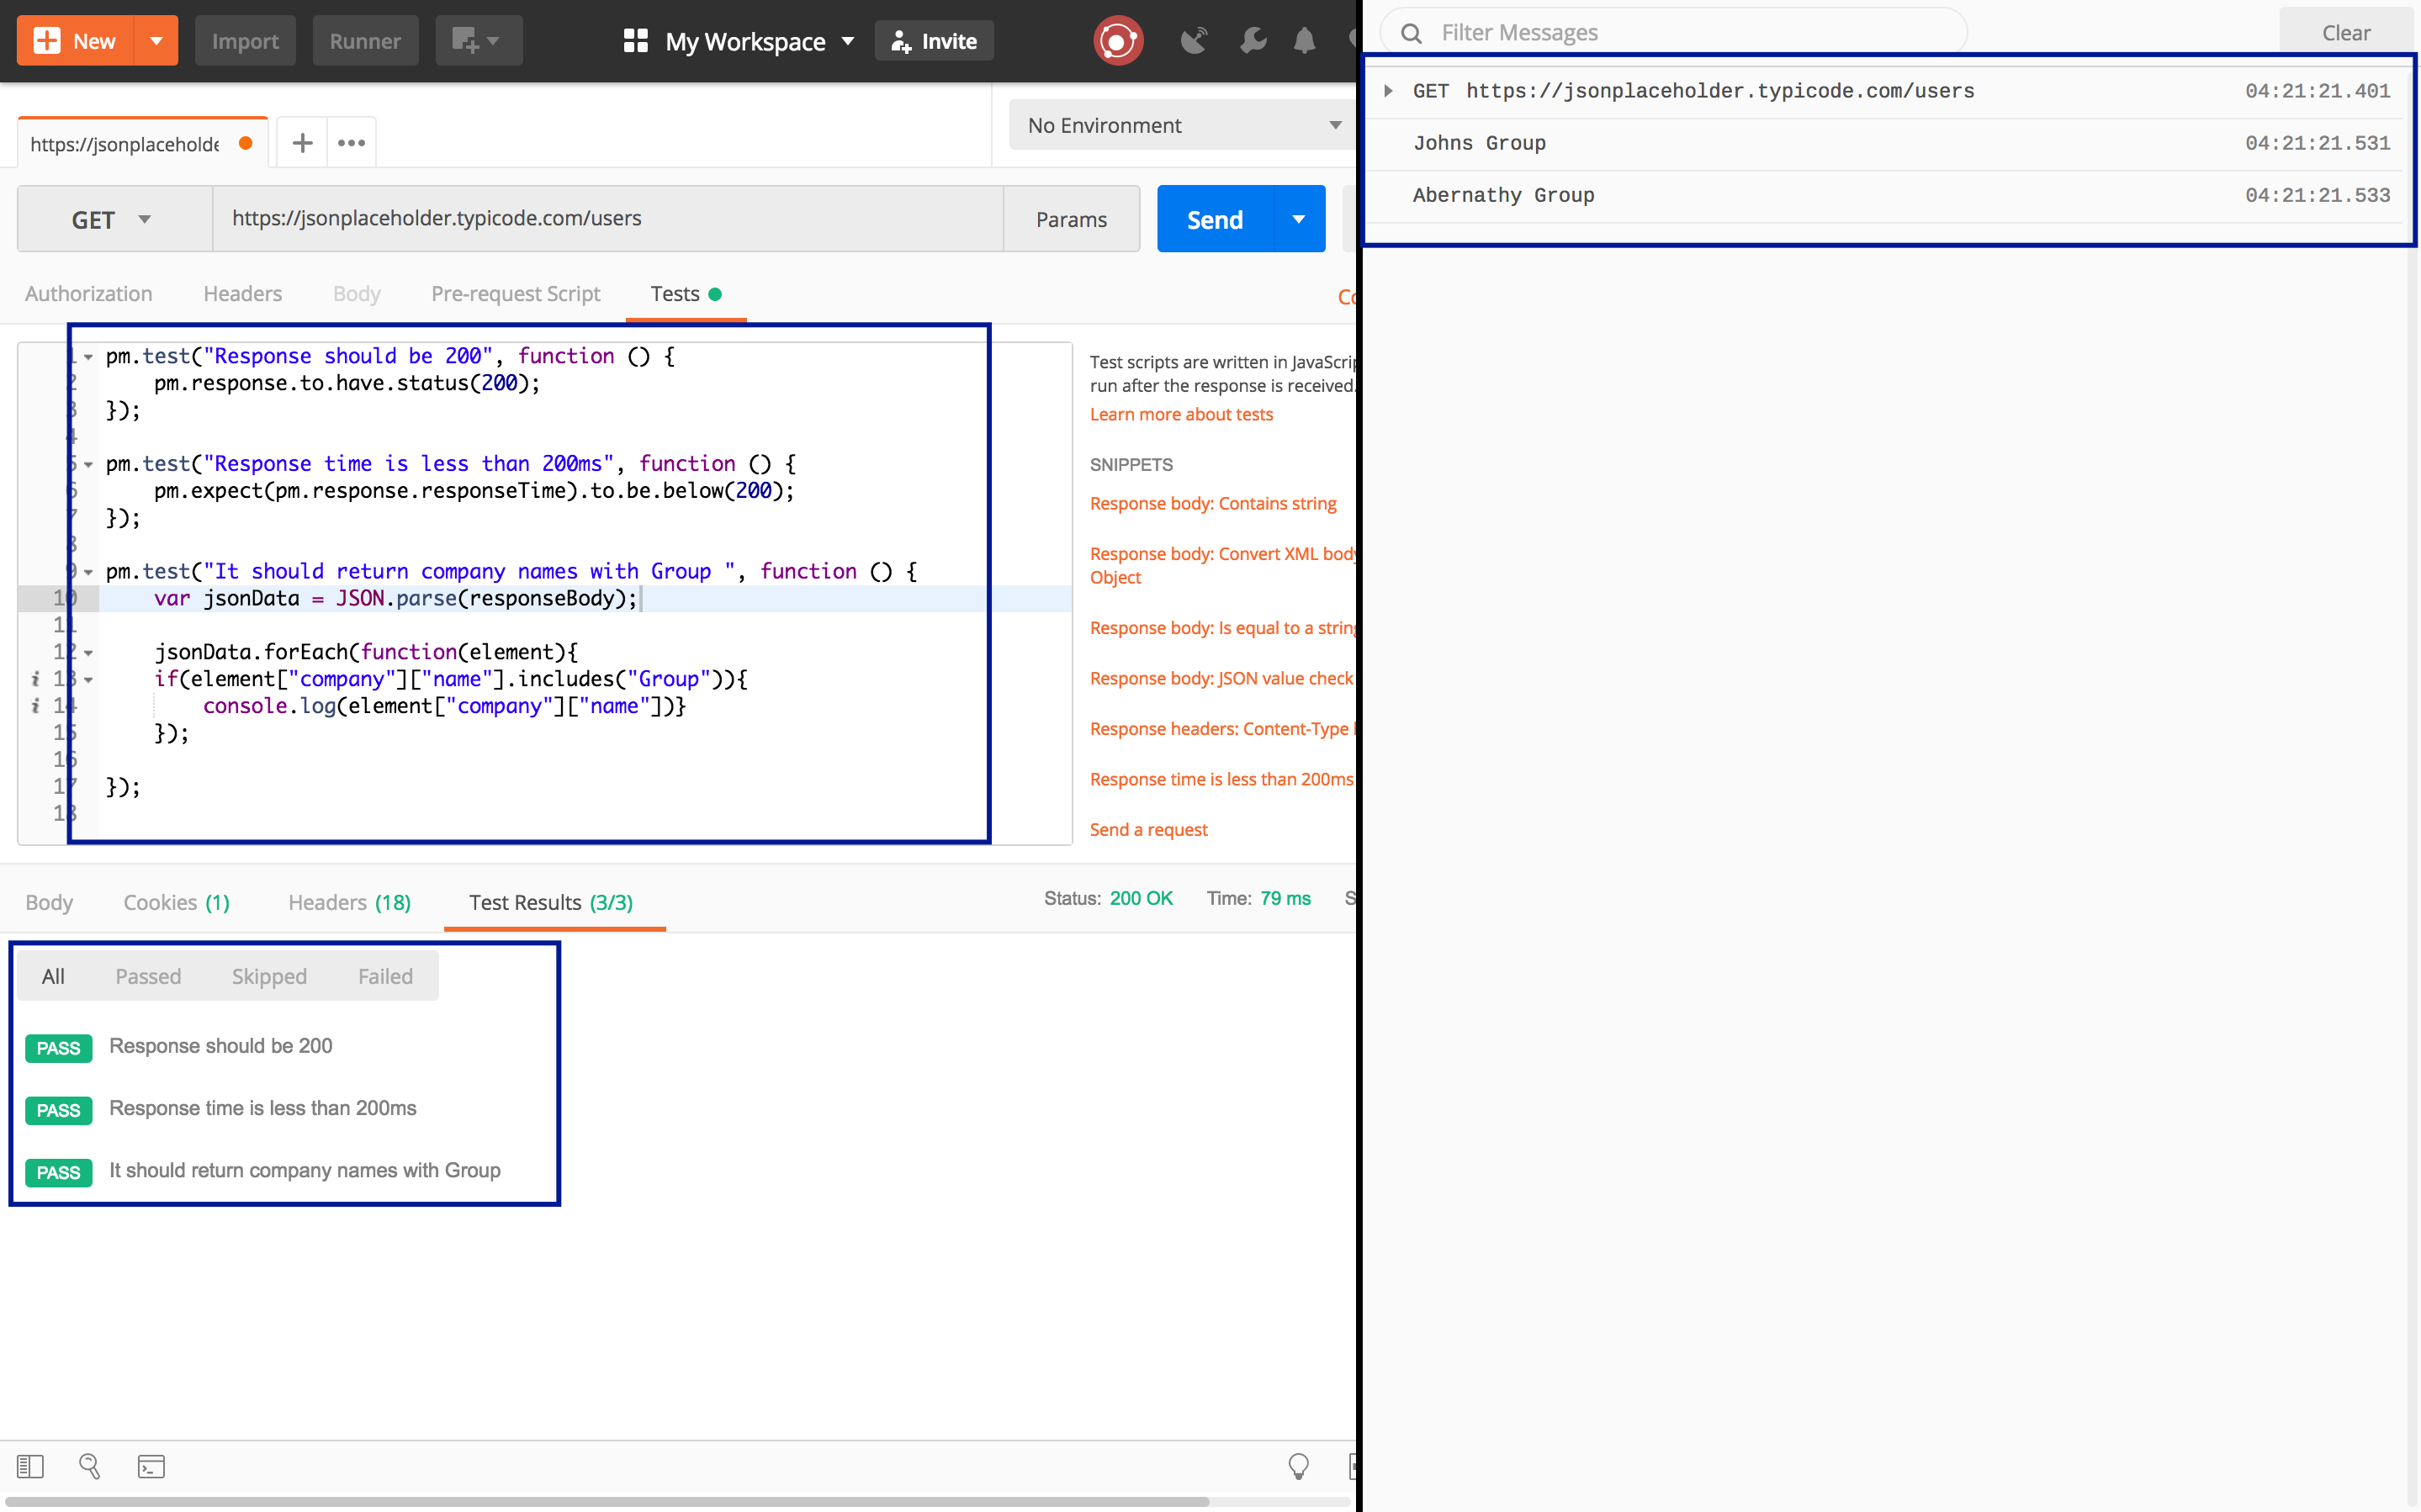 New
Import
Runner
My Workspace
Invite
https://jsonplaceholde
No Environment
GET
https://jsonplaceholder.typicode.com/users
Params
Send
Authorization
Headers
Body
Pre-request Script
Tests
Co
1 pm.test("Response should be 200", function () {
2 pm.response.to.have.status(200);
3 });
4
5 pm.test("Response time is less than 200ms", function () {
6 pm.expect(pm.response.responseTime).to.be.below(200);
7 });
8
9 pm.test("It should return company names with Group ", function () {
10 var jsonData = JSON.parse(responseBody);
11
12 jsonData.forEach(function(element){
13 if(element["company"]["name"].includes("Group")){
14 console.log(element["company"]["name"])}
15 });
16
17 });
18
Test scripts are written in JavaScrip
run after the response is received.
Learn more about tests
SNIPPETS
Response body: Contains string
Response body: Convert XML body
Object
Response body: Is equal to a string
Response body: JSON value check
Response headers: Content-Type
Response time is less than 200ms
Send a request
Body
Cookies (1)
Headers (18)
Test Results (3/3)
Status: 200 OK
Time: 79 ms
S
All
Passed
Skipped
Failed
PASS Response should be 200
PASS Response time is less than 200ms
PASS It should return company names with Group
Filter Messages
Clear
GET https://jsonplaceholder.typicode.com/users 04:21:21.401
Johns Group 04:21:21.531
Abernathy Group 04:21:21.533